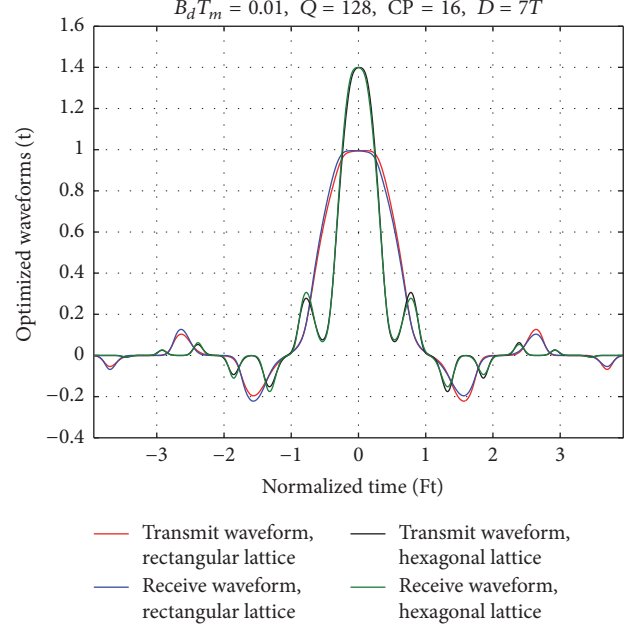 B_dT_m = 0.01, Q = 128, CP = 16, D = 7T
1.6
1.4
1.2
1
0.8
0.6
0.4
0.2
0
−0.2
−0.4
Optimized waveforms (t)
−3 −2 −1 0 1 2 3
Normalized time (Ft)
Transmit waveform, rectangular lattice
Receive waveform, rectangular lattice
Transmit waveform, hexagonal lattice
Receive waveform, hexagonal lattice